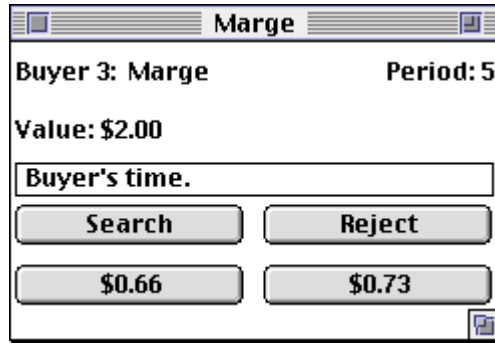 Marge
Buyer 3: Marge Period: 5
Value: $2.00
Buyer's time.
Search Reject
$0.66 $0.73